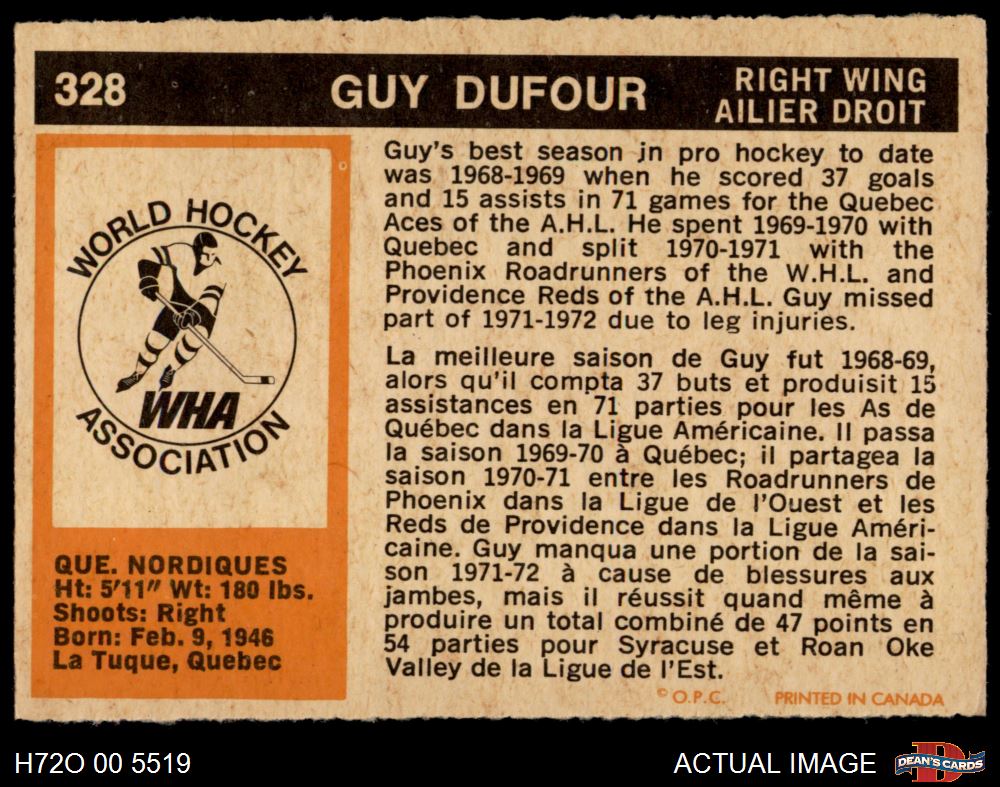 328
GUY DUFOUR
RIGHT WING
AILIER DROIT
WORLD HOCKEY
WHA
ASSOCIATION
QUE. NORDIQUES
Ht: 5'11" Wt: 180 lbs.
Shoots: Right
Born: Feb. 9, 1946
La Tuque, Quebec
Guy's best season jn pro hockey to date
was 1968-1969 when he scored 37 goals
and 15 assists in 71 games for the Quebec
Aces of the A.H.L. He spent 1969-1970 with
Quebec and split 1970-1971 with the
Phoenix Roadrunners of the W.H.L. and
Providence Reds of the A.H.L. Guy missed
part of 1971-1972 due to leg injuries.
La meilleure saison de Guy fut 1968-69,
alors qu'il compta 37 buts et produisit 15
assistances en 71 parties pour les As de
Québec dans la Ligue Américaine. Il passa
la saison 1969-70 à Québec; il partagea la
saison 1970-71 entre les Roadrunners de
Phoenix dans la Ligue de l'Ouest et les
Reds de Providence dans la Ligue Améri-
caine. Guy manqua une portion de la sai-
son 1971-72 à cause de blessures aux
jambes, mais il réussit quand même à
produire un total combiné de 47 points en
54 parties pour Syracuse et Roan Oke
Valley de la Ligue de l'Est.
© O.P.C. PRINTED IN CANADA
H72O 00 5519
ACTUAL IMAGE
D
DEAN'S CARDS